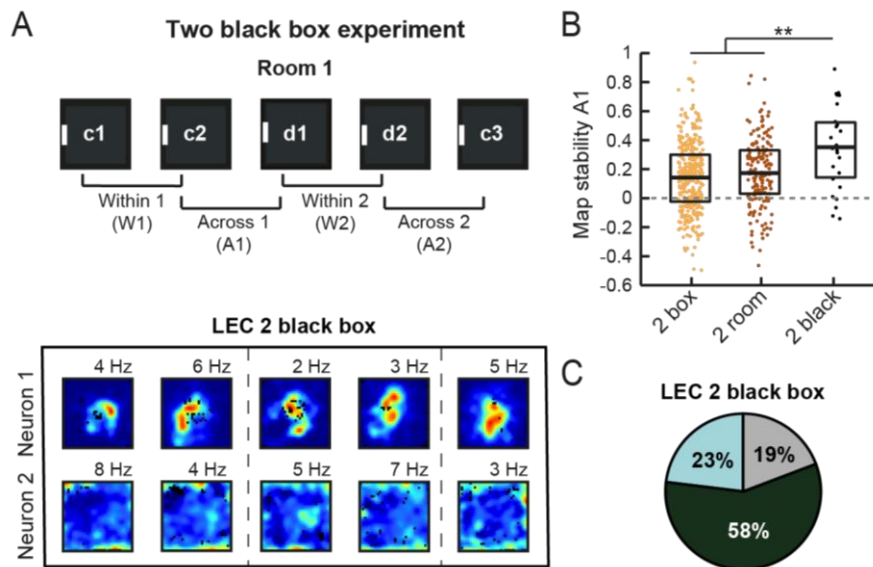 A
Two black box experiment
Room 1
c1 c2 d1 d2 c3
Within 1 Within 2
(W1) (W2)
Across 1 Across 2
(A1) (A2)
LEC 2 black box
4 Hz 6 Hz 2 Hz 3 Hz 5 Hz
Neuron 1
8 Hz 4 Hz 5 Hz 7 Hz 3 Hz
Neuron 2
B
**
Map stability A1
1
0.8
0.6
0.4
0.2
0
-0.2
-0.4
-0.6
2 box
2 room
2 black
C
LEC 2 black box
23% 19%
58%